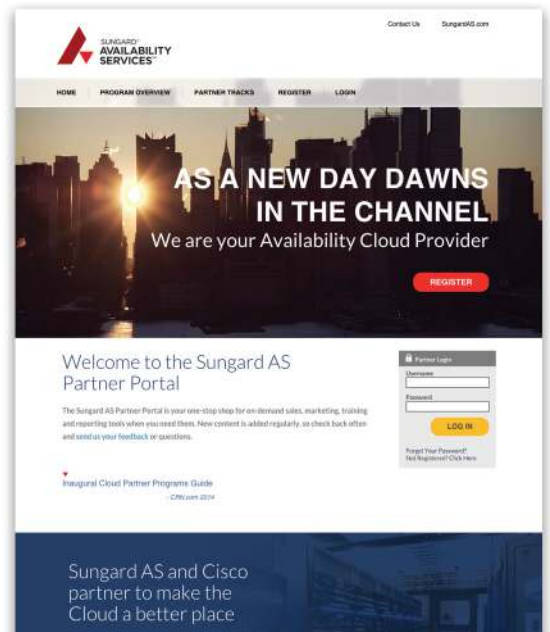 Contact Us SungardAS.com
SUNGARD®
AVAILABILITY
SERVICES™
HOME PROGRAM OVERVIEW PARTNER TRACKS REGISTER LOGIN
AS A NEW DAY DAWNS
IN THE CHANNEL
We are your Availability Cloud Provider
REGISTER
Welcome to the Sungard AS
Partner Portal
The Sungard AS Partner Portal is your one-stop shop for on-demand sales, marketing, training
and reporting tools when you need them. New content is added regularly, so check back often
and send us your feedback or questions.
Inaugural Cloud Partner Programs Guide
- CRN.com 2014
Partner Login
Username
Password
LOG IN
Forgot Your Password?
Not Registered? Click Here
Sungard AS and Cisco
partner to make the
Cloud a better place